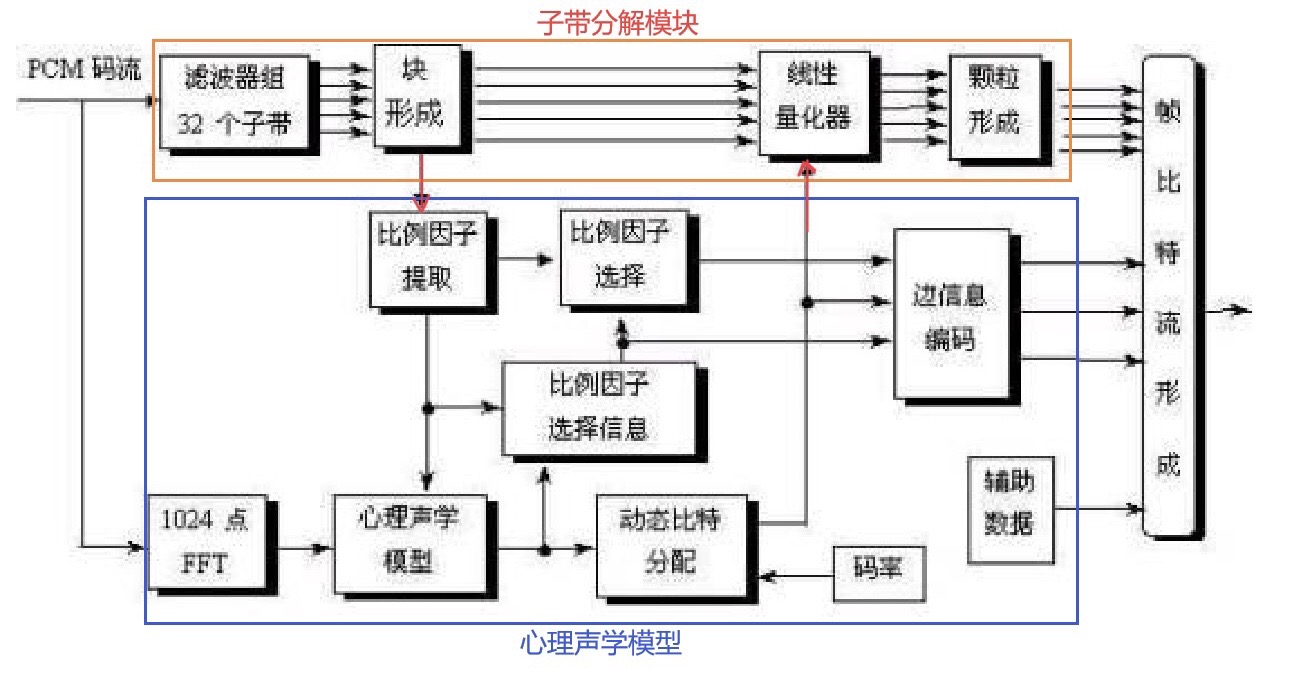 子带分解模块
PCM 码流
滤波器组
32 个子带
块
形成
线性
量化器
颗粒
形成
帧
比
特
流
形
成
比例因子
提取
比例因子
选择
边信息
编码
比例因子
选择信息
1024 点
FFT
心理声学
模型
动态比特
分配
码率
辅助
数据
心理声学模型